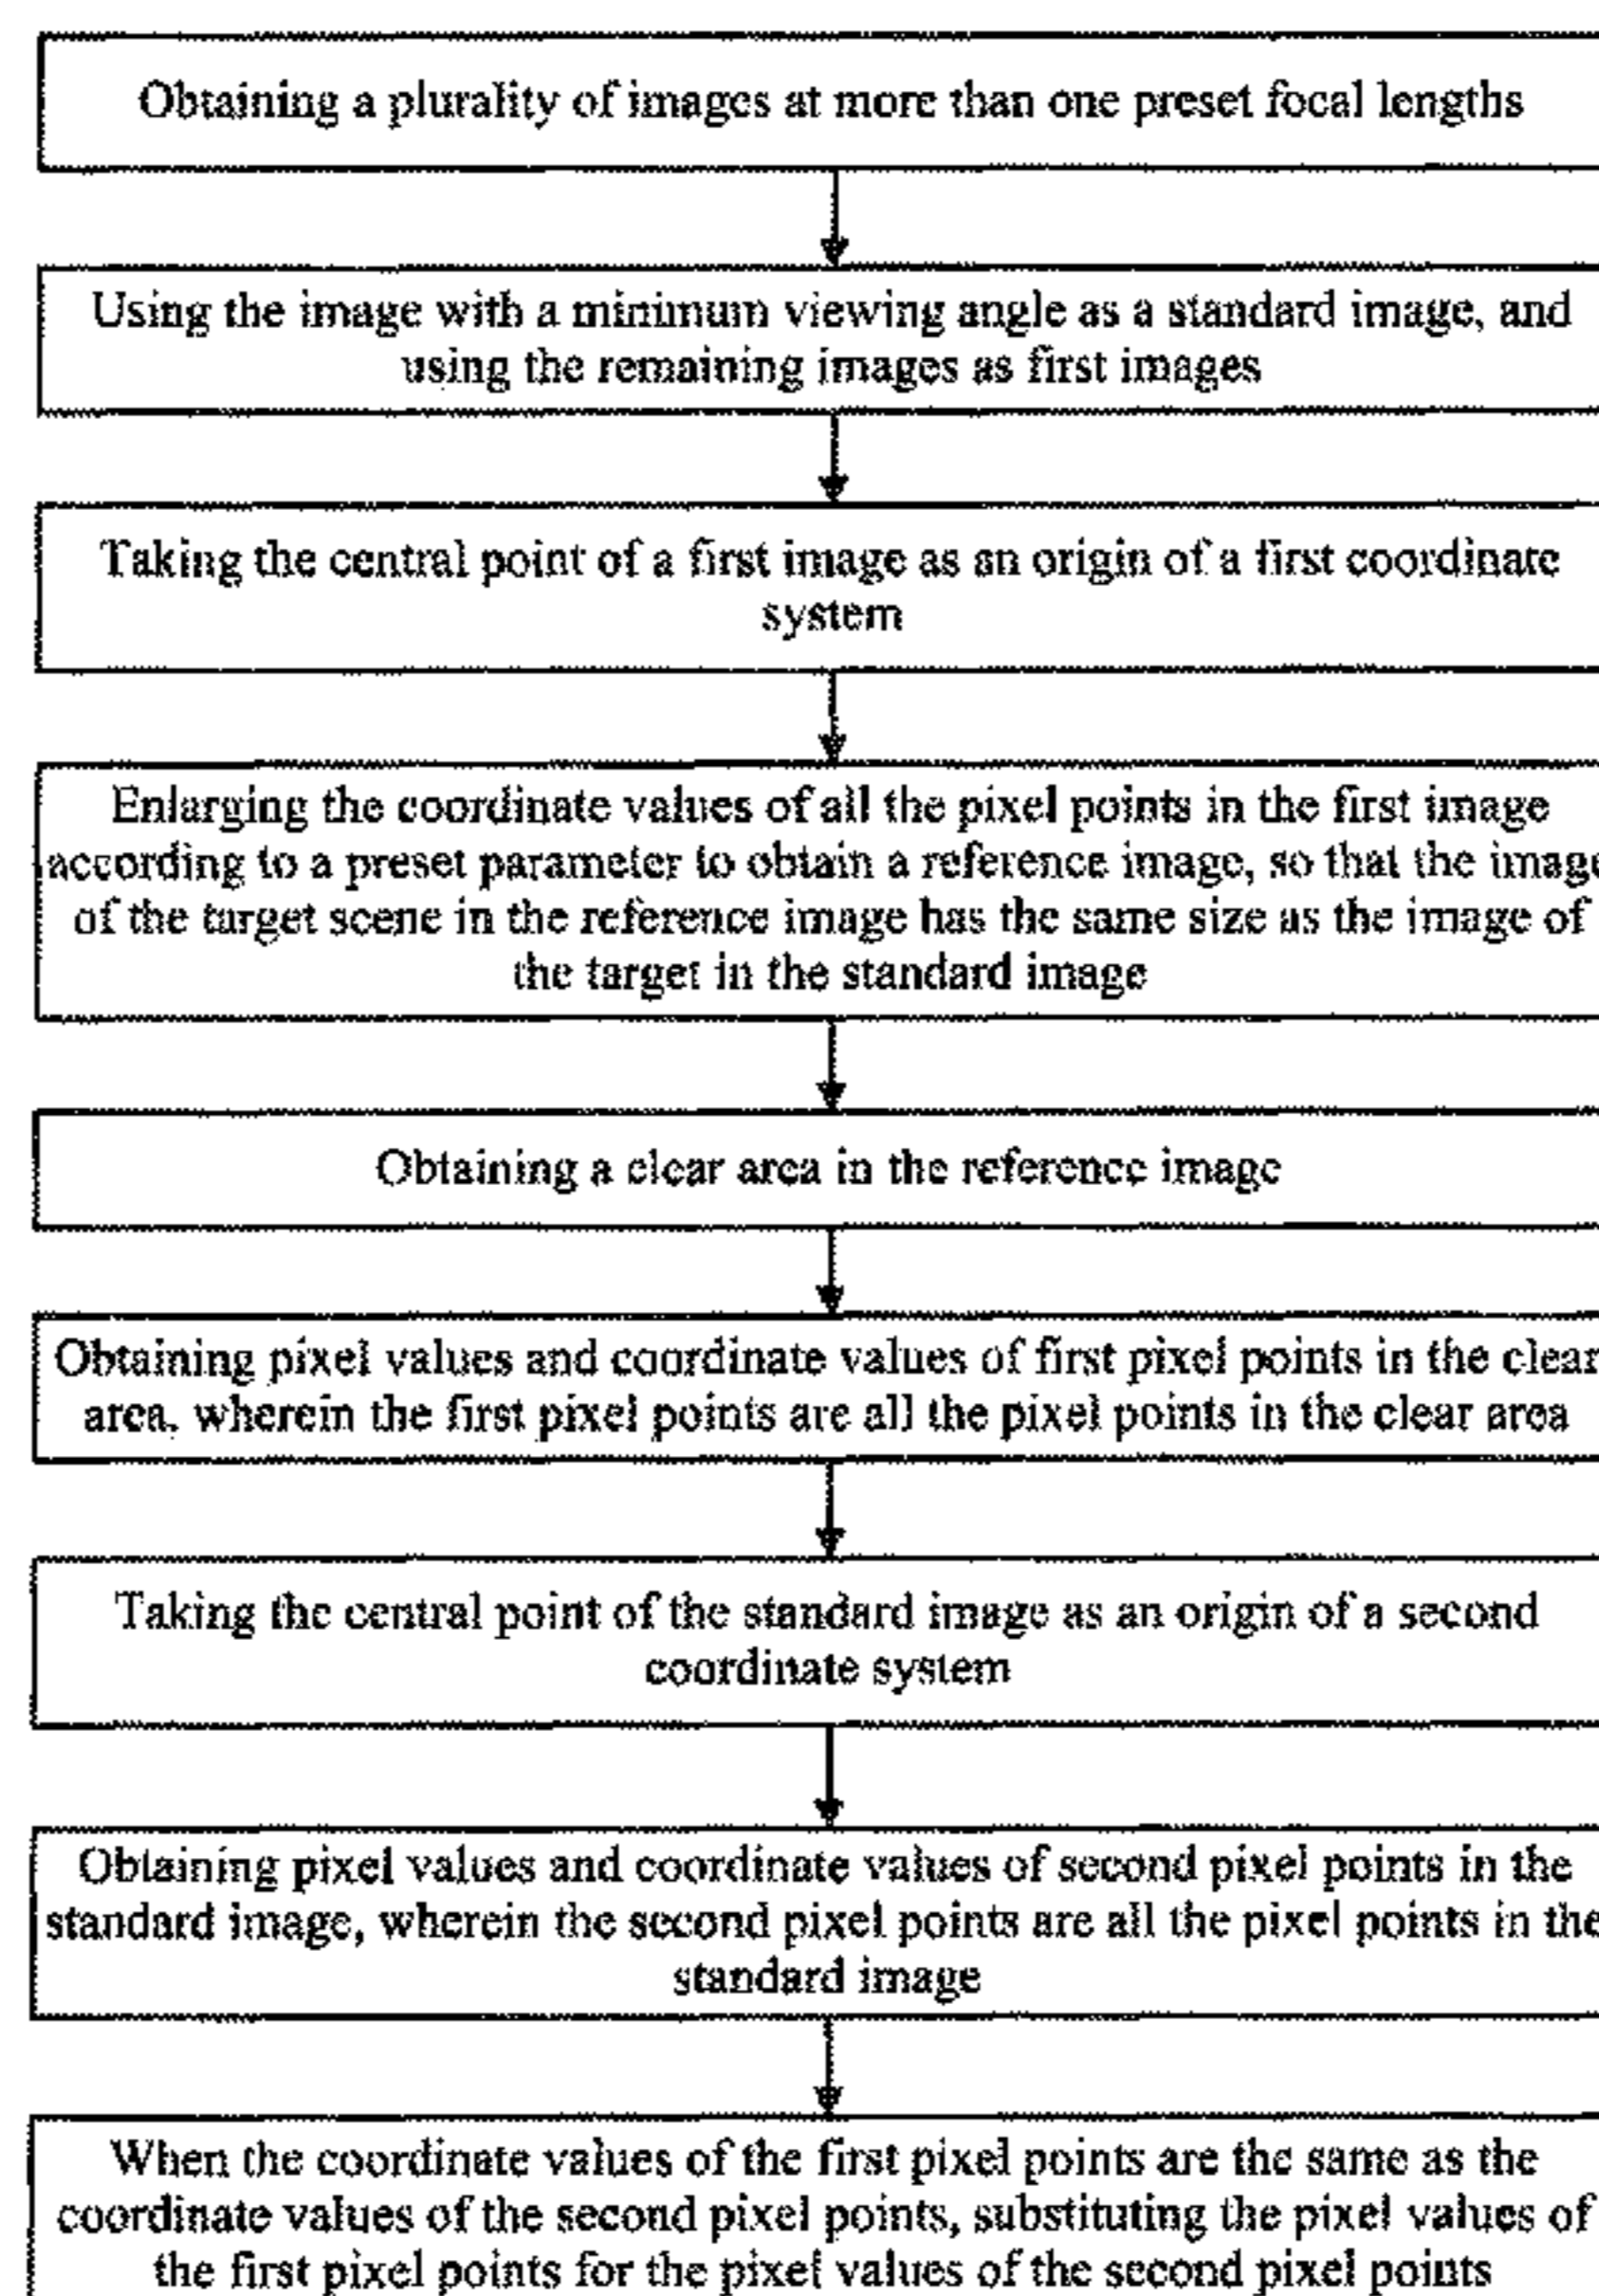 Obtaining a plurality of images at more than one preset focal lengths
Using the image with a minimum viewing angle as a standard image, and
using the remaining images as first images
Taking the central point of a first image as an origin of a first coordinate
system
Enlarging the coordinate values of all the pixel points in the first image
according to a preset parameter to obtain a reference image, so that the image
of the target scene in the reference image has the same size as the image of
the target in the standard image
Obtaining a clear area in the reference image
Obtaining pixel values and coordinate values of first pixel points in the clear
area, wherein the first pixel points are all the pixel points in the clear area
Taking the central point of the standard image as an origin of a second
coordinate system
Obtaining pixel values and coordinate values of second pixel points in the
standard image, wherein the second pixel points are all the pixel points in the
standard image
When the coordinate values of the first pixel points are the same as the
coordinate values of the second pixel points, substituting the pixel values of
the first pixel points for the pixel values of the second pixel points